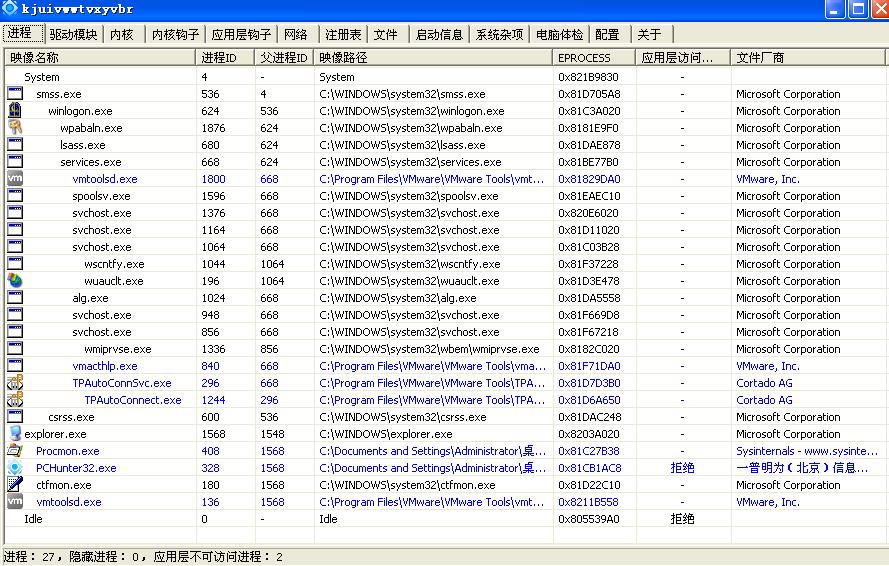 kjuivwwtvxyvbr
进程 驱动模块 内核 内核钩子 应用层钩子 网络 注册表 文件 启动信息 系统杂项 电脑体检 配置 关于
映像名称 进程ID 父进程ID 映像路径 EPROCESS 应用层访问... 文件厂商
System 4 - System 0x821B9830 -
smss.exe 536 4 C:\WINDOWS\system32\smss.exe 0x81D705A8 - Microsoft Corporation
winlogon.exe 624 536 C:\WINDOWS\system32\winlogon.exe 0x81C3A020 - Microsoft Corporation
wpabaln.exe 1876 624 C:\WINDOWS\system32\wpabaln.exe 0x8181E9F0 - Microsoft Corporation
lsass.exe 680 624 C:\WINDOWS\system32\lsass.exe 0x81DAE878 - Microsoft Corporation
services.exe 668 624 C:\WINDOWS\system32\services.exe 0x81BE77B0 - Microsoft Corporation
vmtoolsd.exe 1800 668 C:\Program Files\VMware\VMware Tools\vmt... 0x81829DA0 - VMware, Inc.
spoolsv.exe 1596 668 C:\WINDOWS\system32\spoolsv.exe 0x81EAEC10 - Microsoft Corporation
svchost.exe 1376 668 C:\WINDOWS\system32\svchost.exe 0x820E6020 - Microsoft Corporation
svchost.exe 1164 668 C:\WINDOWS\system32\svchost.exe 0x81D11020 - Microsoft Corporation
svchost.exe 1064 668 C:\WINDOWS\system32\svchost.exe 0x81C03B28 - Microsoft Corporation
wscntfy.exe 1044 1064 C:\WINDOWS\system32\wscntfy.exe 0x81F37228 - Microsoft Corporation
wuauclt.exe 196 1064 C:\WINDOWS\system32\wuauclt.exe 0x81D3E478 - Microsoft Corporation
alg.exe 1024 668 C:\WINDOWS\system32\alg.exe 0x81DA5558 - Microsoft Corporation
svchost.exe 948 668 C:\WINDOWS\system32\svchost.exe 0x81F669D8 - Microsoft Corporation
svchost.exe 856 668 C:\WINDOWS\system32\svchost.exe 0x81F67218 - Microsoft Corporation
wmiprvse.exe 1336 856 C:\WINDOWS\system32\wbem\wmiprvse.exe 0x8182C020 - Microsoft Corporation
vmacthlp.exe 840 668 C:\Program Files\VMware\VMware Tools\vma... 0x81F71DA0 - VMware, Inc.
TPAutoConnSvc.exe 296 668 C:\Program Files\VMware\VMware Tools\TPA... 0x81D7D3B0 - Cortado AG
TPAutoConnect.exe 1244 296 C:\Program Files\VMware\VMware Tools\TPA... 0x81D6A650 - Cortado AG
csrss.exe 600 536 C:\WINDOWS\system32\csrss.exe 0x81DAC248 - Microsoft Corporation
explorer.exe 1568 1548 C:\WINDOWS\explorer.exe 0x8203A020 - Microsoft Corporation
Procmon.exe 408 1568 C:\Documents and Settings\Administrator\桌... 0x81C27B38 - Sysinternals - www.sysinte...
PCHunter32.exe 328 1568 C:\Documents and Settings\Administrator\桌... 0x81CB1AC8 拒绝 一普明为（北京）信息...
ctfmon.exe 180 1568 C:\WINDOWS\system32\ctfmon.exe 0x81D22C10 - Microsoft Corporation
vmtoolsd.exe 136 1568 C:\Program Files\VMware\VMware Tools\vmt... 0x8211B558 - VMware, Inc.
Idle 0 - Idle 0x805539A0 拒绝
进程：27，隐藏进程：0，应用层不可访问进程：2